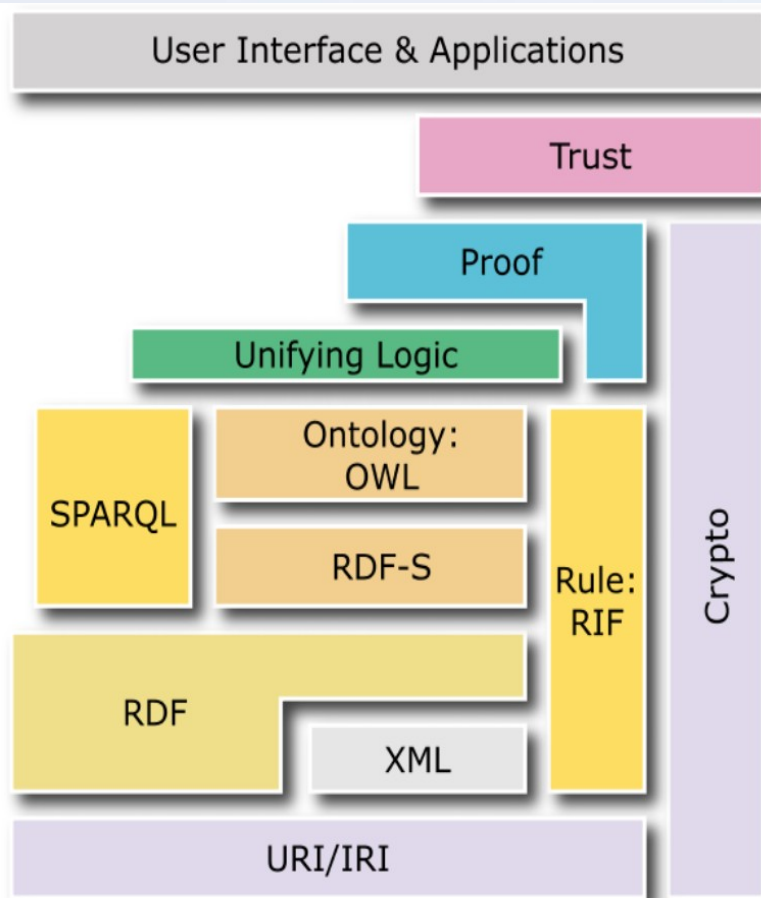 User Interface & Applications
Trust
Proof
Unifying Logic
Ontology:
OWL
SPARQL
RDF-S
Rule:
RIF
Crypto
RDF
XML
URI/IRI